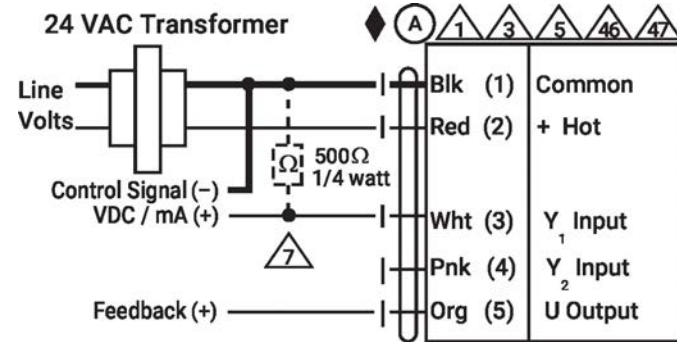 24 VAC Transformer
A 1 3 5 46 47
Line
Volts
Blk (1) Common
Red (2) + Hot
Ω 500Ω
1/4 watt
Control Signal (−)
VDC / mA (+)
Wht (3) Y1 Input
7
Pnk (4) Y2 Input
Feedback (+)
Org (5) U Output